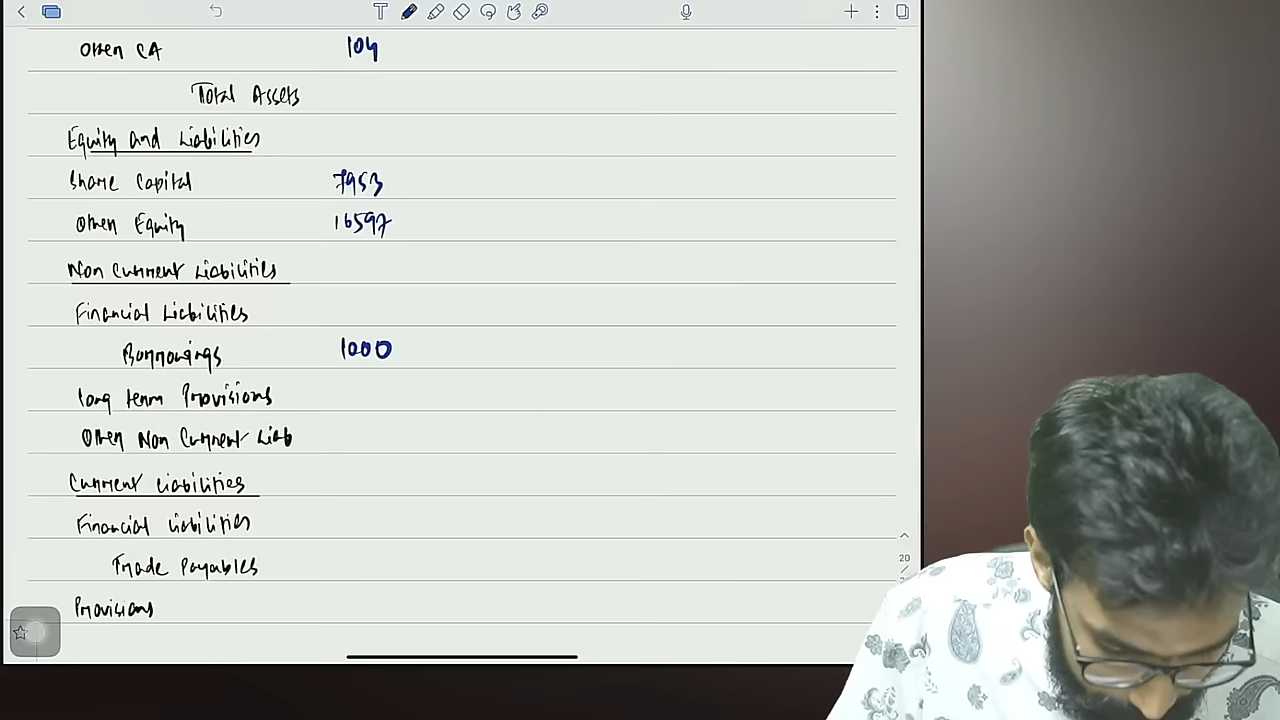 Other CA 104
Total Assets
Equity and Liabilities
Share Capital 7953
Other Equity 16597
Non Current Liabilities
Financial Liabilities
Borrowings 1000
Long term Provisions
Other Non Current Liab
Current Liabilities
Financial Liabilities
Trade Payables
20
Provisions